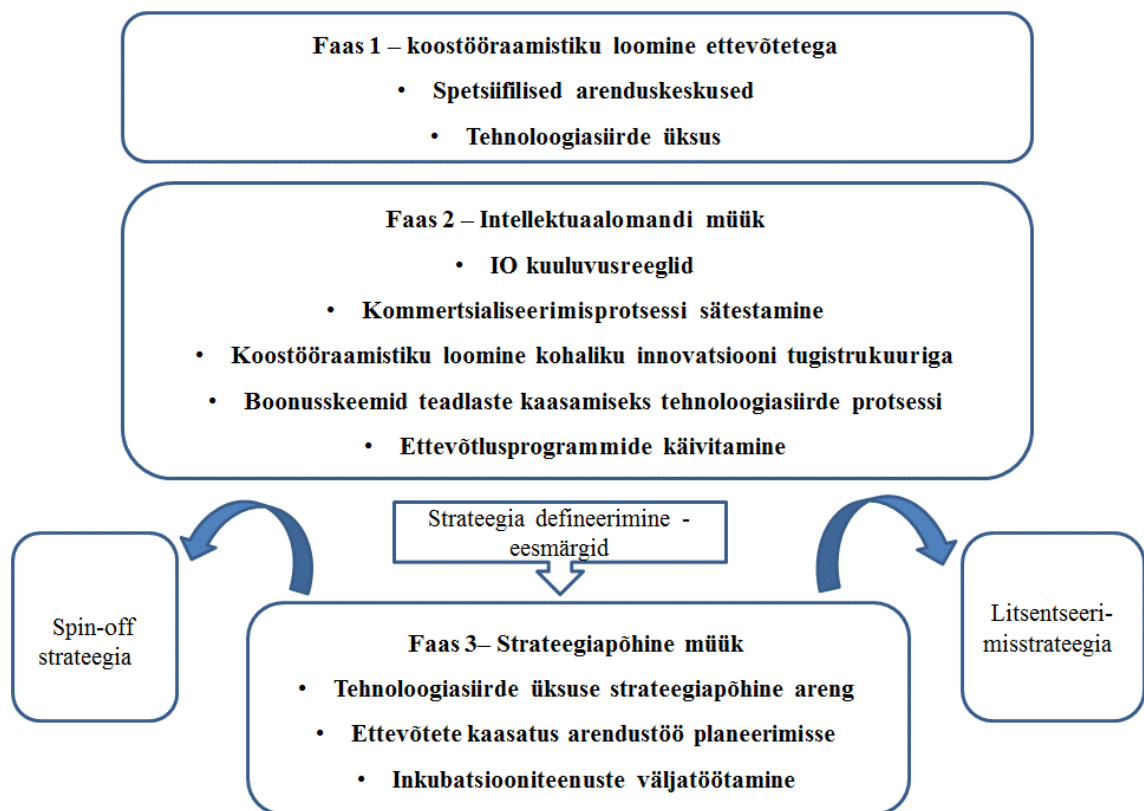 Faas 1 – koostööraamistiku loomine ettevõtetega
• Spetsiifilised arenduskeskused
• Tehnoloogiasiirde üksus
Faas 2 – Intellektuaalomandi müük
• IO kuuluvusreeglid
• Kommertsialiseerimisprotsessi sätestamine
• Koostööraamistiku loomine kohaliku innovatsiooni tugistrukuuriga
• Boonusskeemid teadlaste kaasamiseks tehnoloogiasiirde protsessi
• Ettevõtlusprogrammide käivitamine
Strateegia defineerimine -
eesmärgid
Spin-off
strateegia
Litsentseeri-
misstrateegia
Faas 3– Strateegiapõhine müük
• Tehnoloogiasiirde üksuse strateegiapõhine areng
• Ettevõtete kaasatus arendustöö planeerimisse
• Inkubatsiooniteenuste väljatöötamine